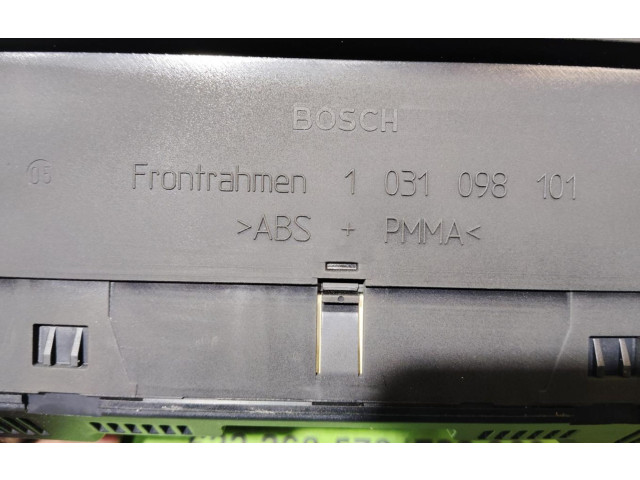 BOSCH
05 Frontrahmen 1 031 098 101
>ABS + PMMA<